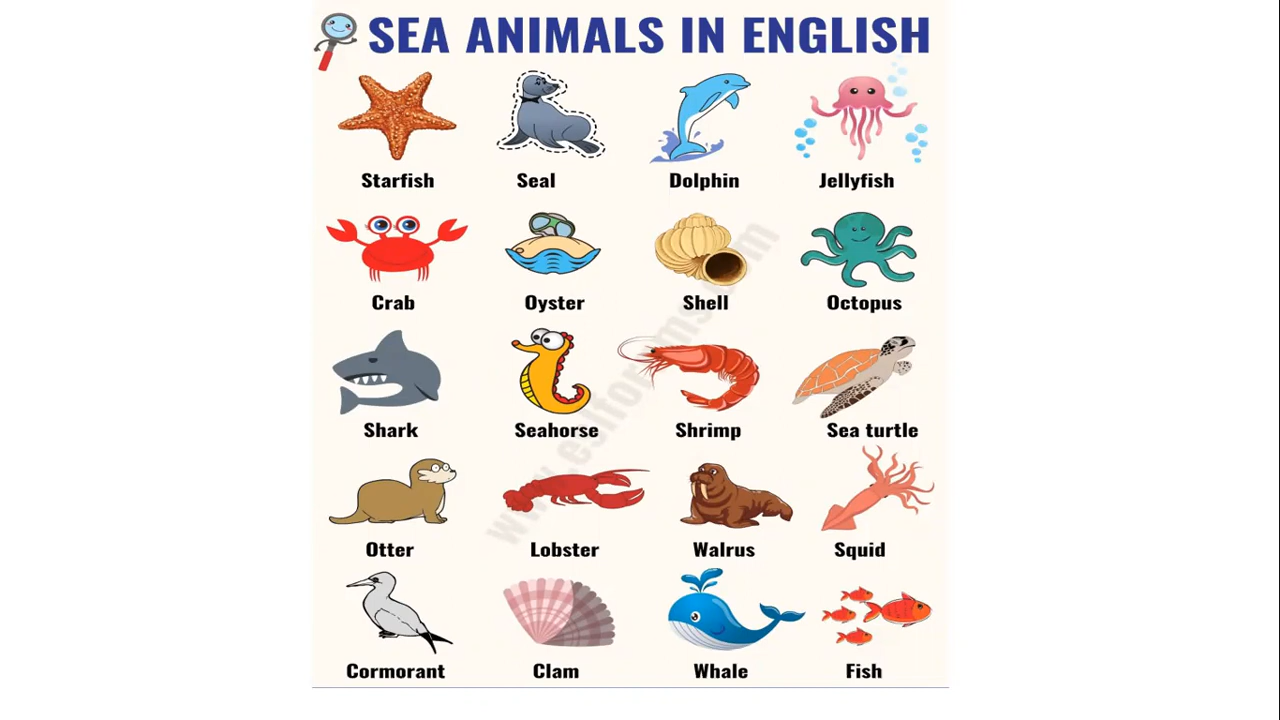 SEA ANIMALS IN ENGLISH
Starfish Seal Dolphin Jellyfish
Crab Oyster Shell Octopus
Shark Seahorse Shrimp Sea turtle
Otter Lobster Walrus Squid
Cormorant Clam Whale Fish